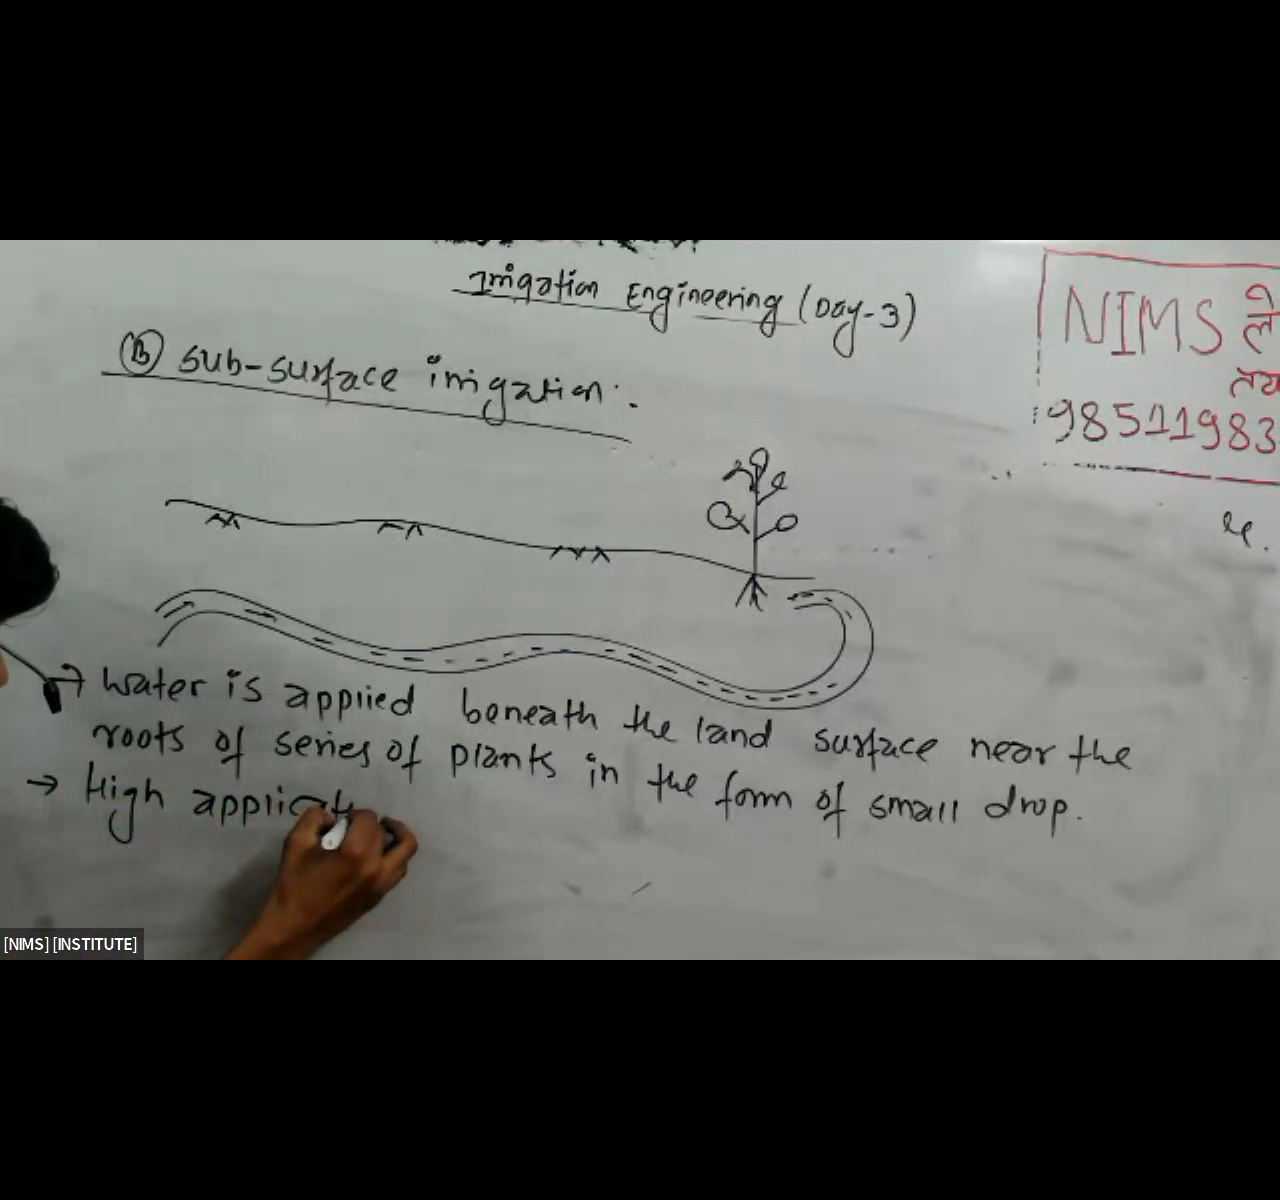 Irrigation Engineering (Day-3)
NIMS ले
98511983
(B) sub-surface irrigation:
→ Water is applied beneath the land surface near the
roots of series of plants in the form of small drop.
→ High applicat
[NIMS] [INSTITUTE]